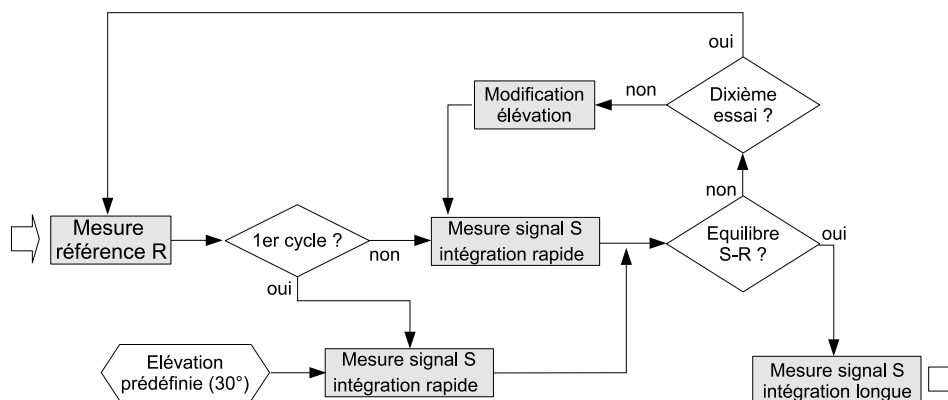 oui
Modification
élévation
non
Dixième
essai ?
Mesure
référence R
1er cycle ?
non
Mesure signal S
intégration rapide
non
Equilibre
S-R ?
oui
oui
Elévation
prédéfinie (30°)
Mesure signal S
intégration rapide
Mesure signal S
intégration longue